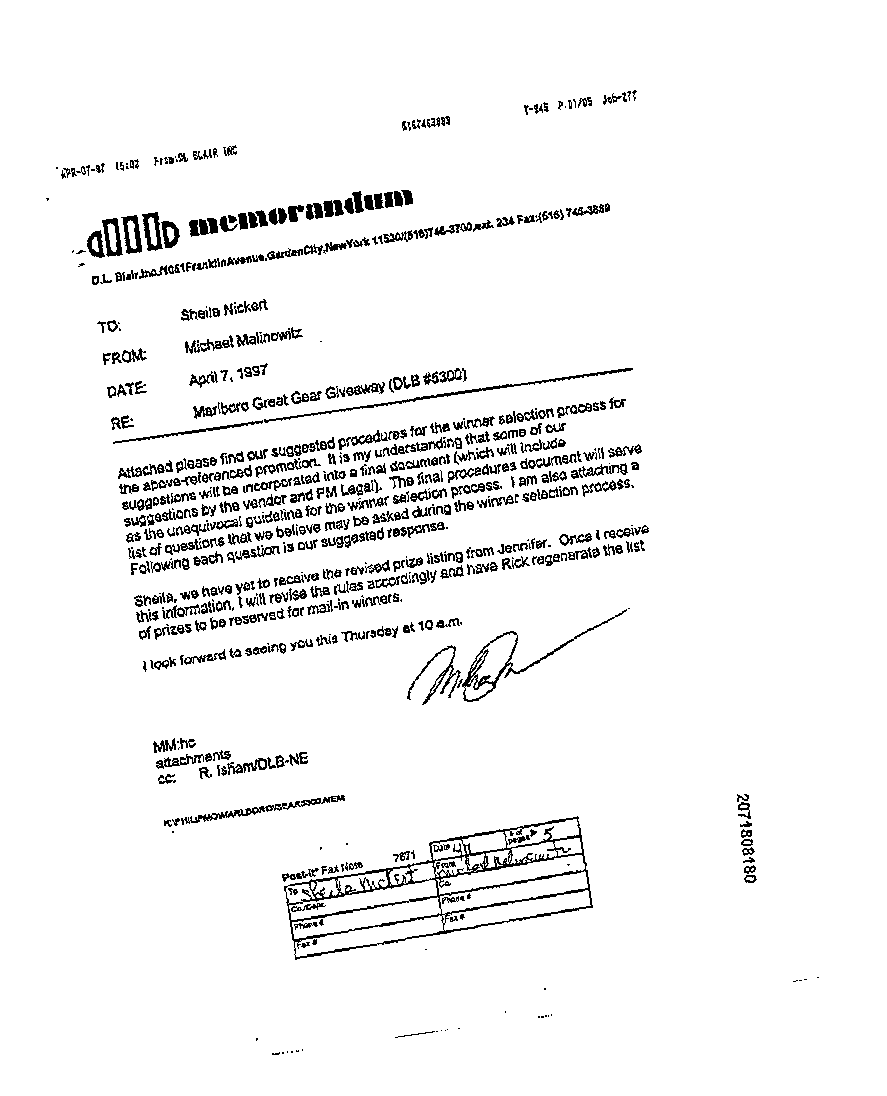 APR-07-97 15:02 From:DL BLAIR INC 5167463889 T-845 P.01/05 Job-277
memorandum
D.L. Blair,Inc./1051FranklinAvenue,GardenCity,NewYork 11530/(516)746-3700,ext. 234 Fax:(516) 746-3889
TO: Sheila Nickert
FROM: Michael Malinowitz
DATE: April 7, 1997
RE: Marlboro Great Gear Giveaway (DLB #5300)
Attached please find our suggested procedures for the winner selection process for
the above-referenced promotion. It is my understanding that some of our
suggestions will be incorporated into a final document (which will include
suggestions by the vendor and PM Legal). The final procedures document will serve
as the unequivocal guideline for the winner selection process. I am also attaching a
list of questions that we believe may be asked during the winner selection process.
Following each question is our suggested response.
Sheila, we have yet to receive the revised prize listing from Jennifer. Once I receive
this information, I will revise the rules accordingly and have Rick regenerate the list
of prizes to be reserved for mail-in winners.
I look forward to seeing you this Thursday at 10 a.m.
MM:hc
attachments
cc: R. Isham/DLB-NE
Post-it® Fax Note 7671 Date 4/7 # of pages ▶ 5
To Sheila Nickert From Michael Malinowitz
Co./Dept. Co.
Phone # Phone #
Fax # Fax #
2071808180